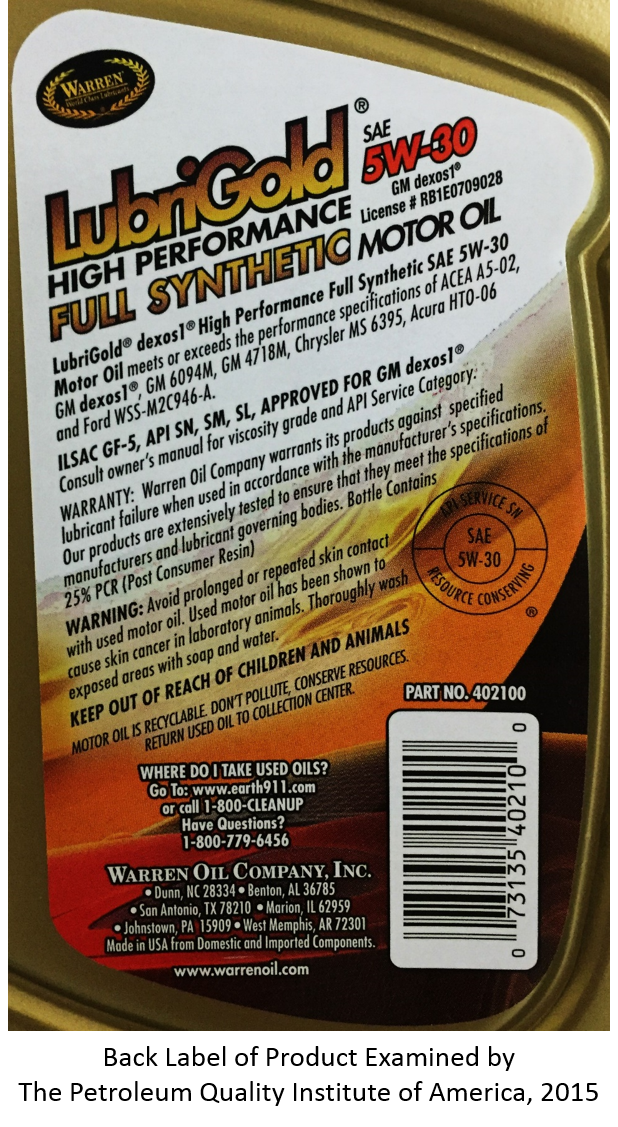 WARREN
World Class Lubricants
LubriGold®
SAE
5W-30
GM dexos1®
License # RB1E0709028
HIGH PERFORMANCE
FULL SYNTHETIC MOTOR OIL
LubriGold® dexos1® High Performance Full Synthetic SAE 5W-30
Motor Oil meets or exceeds the performance specifications of ACEA A5-02,
GM dexos1®, GM 6094M, GM 4718M, Chrysler MS 6395, Acura HTO-06
and Ford WSS-M2C946-A.
ILSAC GF-5, API SN, SM, SL, APPROVED FOR GM dexos1®
Consult owner's manual for viscosity grade and API Service Category.
WARRANTY: Warren Oil Company warrants its products against specified
lubricant failure when used in accordance with the manufacturer's specifications.
Our products are extensively tested to ensure that they meet the specifications of
manufacturers and lubricant governing bodies. Bottle Contains
25% PCR (Post Consumer Resin)
API SERVICE SN
SAE
5W-30
RESOURCE CONSERVING
®
WARNING: Avoid prolonged or repeated skin contact
with used motor oil. Used motor oil has been shown to
cause skin cancer in laboratory animals. Thoroughly wash
exposed areas with soap and water.
KEEP OUT OF REACH OF CHILDREN AND ANIMALS
MOTOR OIL IS RECYCLABLE. DON'T POLLUTE, CONSERVE RESOURCES.
RETURN USED OIL TO COLLECTION CENTER.
PART NO. 402100
WHERE DO I TAKE USED OILS?
Go To: www.earth911.com
or call 1-800-CLEANUP
Have Questions?
1-800-779-6456
WARREN OIL COMPANY, INC.
• Dunn, NC 28334 • Benton, AL 36785
• San Antonio, TX 78210 • Marion, IL 62959
• Johnstown, PA 15909 • West Memphis, AR 72301
Made in USA from Domestic and Imported Components.
www.warrenoil.com
0 73135 40210 0
Back Label of Product Examined by
The Petroleum Quality Institute of America, 2015